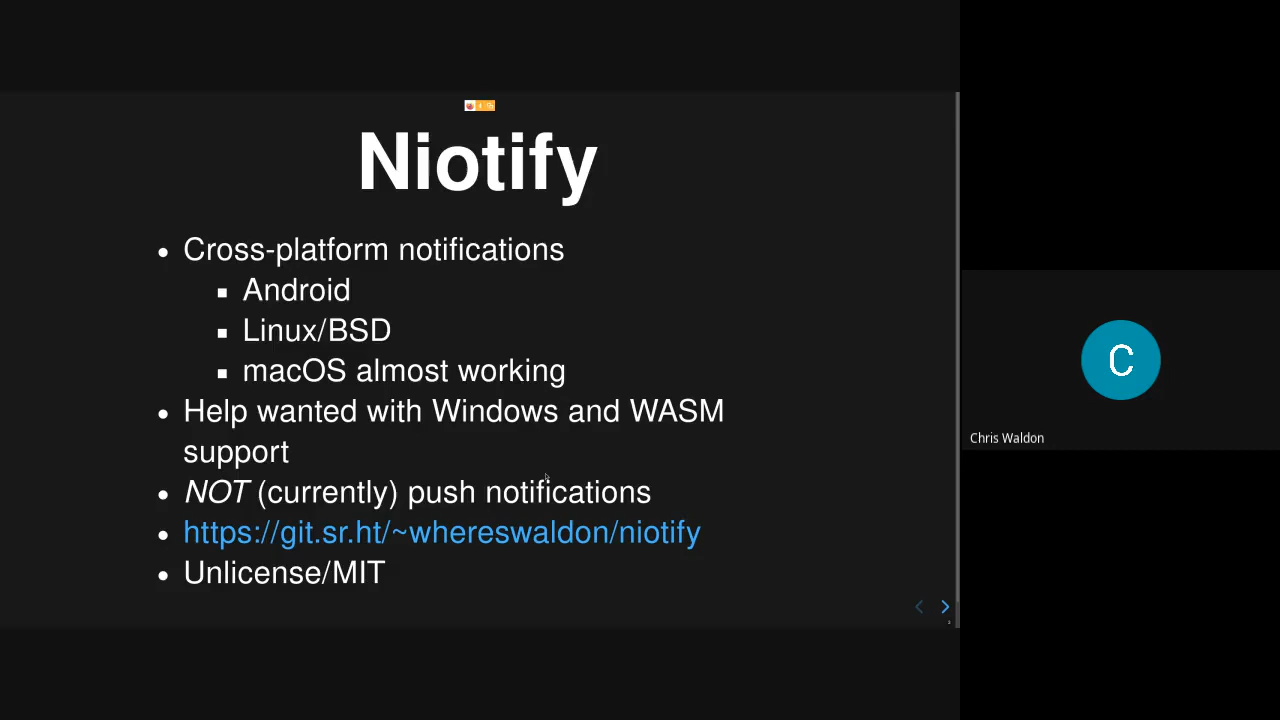 Niotify
Cross-platform notifications
Android
Linux/BSD
macOS almost working
Help wanted with Windows and WASM
support
NOT (currently) push notifications
https://git.sr.ht/~whereswaldon/niotify
Unlicense/MIT
C
Chris Waldon